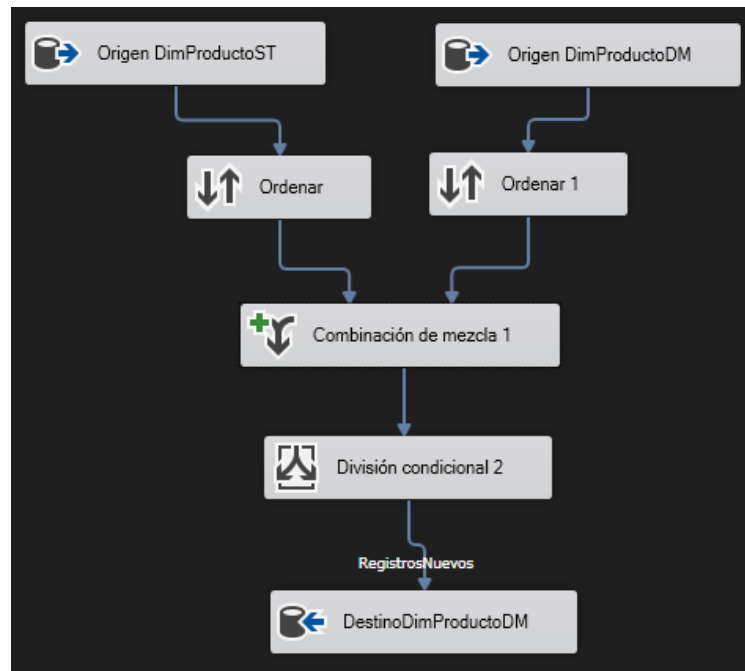 Origen DimProductoST
Origen DimProductoDM
Ordenar
Ordenar 1
Combinación de mezcla 1
División condicional 2
RegistrosNuevos
DestinoDimProductoDM